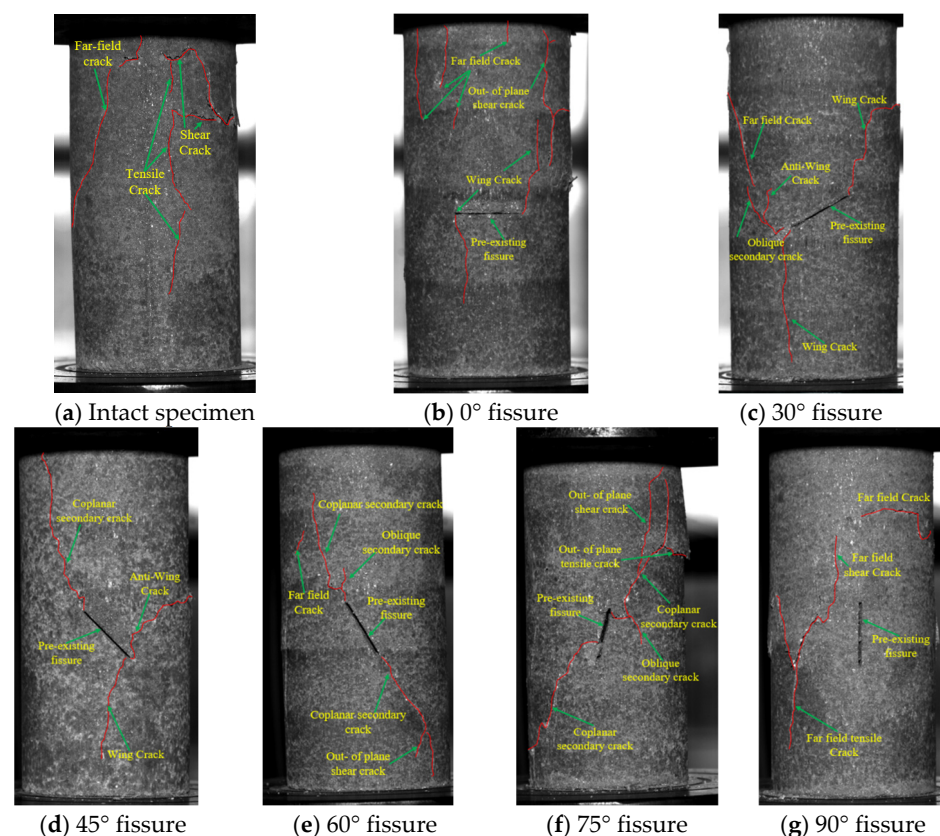 Far-field
crack
Shear
Crack
Tensile
Crack
(a) Intact specimen
Far field Crack
Out- of plane
shear crack
Wing Crack
Pre-existing
fissure
(b) 0° fissure
Wing Crack
Far field Crack
Anti-Wing
Crack
Oblique
secondary crack
Pre-existing
fissure
Wing Crack
(c) 30° fissure
Coplanar
secondary crack
Anti-Wing
Crack
Pre-existing
fissure
Wing Crack
(d) 45° fissure
Coplanar secondary crack
Oblique
secondary crack
Far field
Crack
Pre-existing
fissure
Coplanar secondary
crack
Out- of plane
shear crack
(e) 60° fissure
Out- of plane
shear crack
Out- of plane
tensile crack
Pre-existing
fissure
Coplanar
secondary crack
Oblique
secondary crack
Coplanar
secondary crack
(f) 75° fissure
Far field Crack
Far field
shear Crack
Pre-existing
fissure
Far field tensile
Crack
(g) 90° fissure